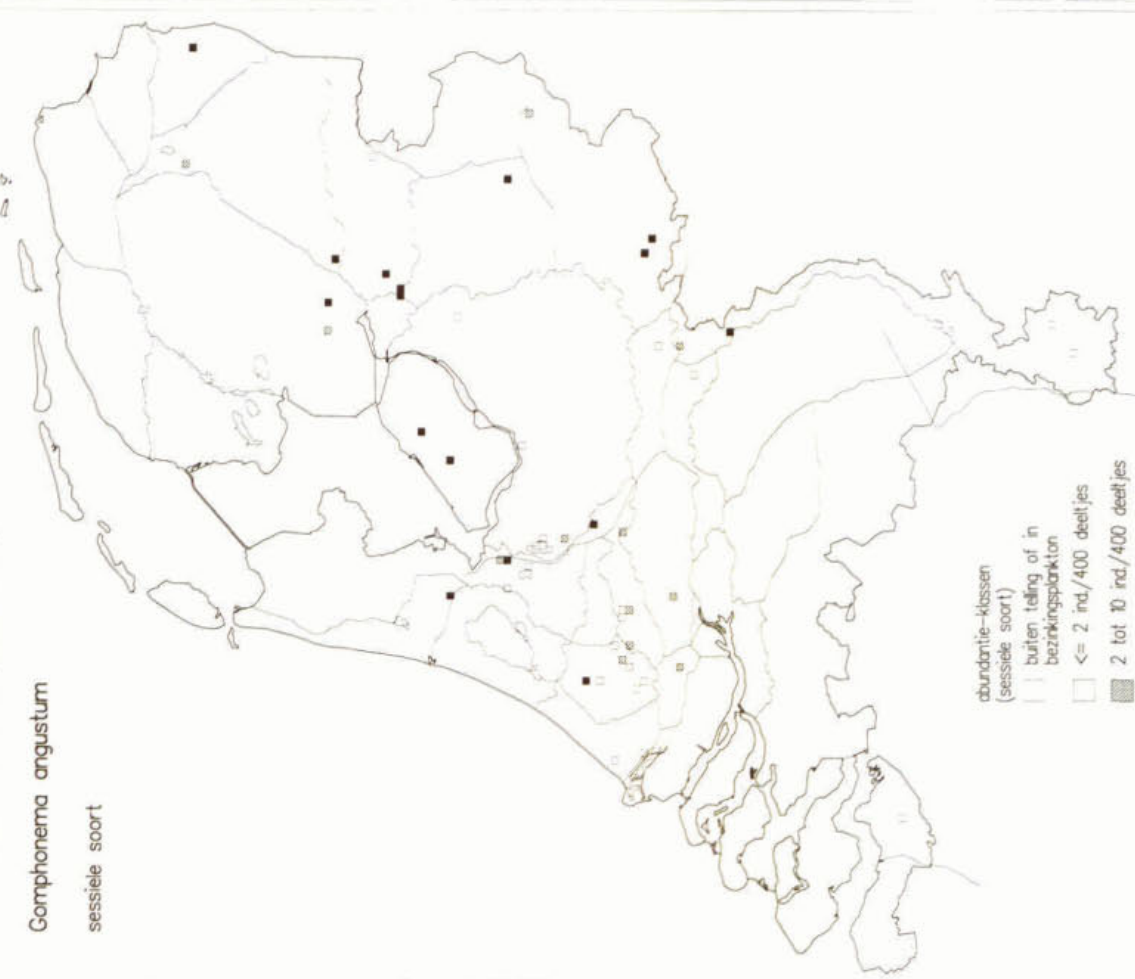 Gomphonema angustum
sessiele soort
abundantie-klassen
(sessiele soort)
buiten telling of in
bezinkingsplankton
<= 2 ind./400 deeltjes
2 tot 10 ind./400 deeltjes